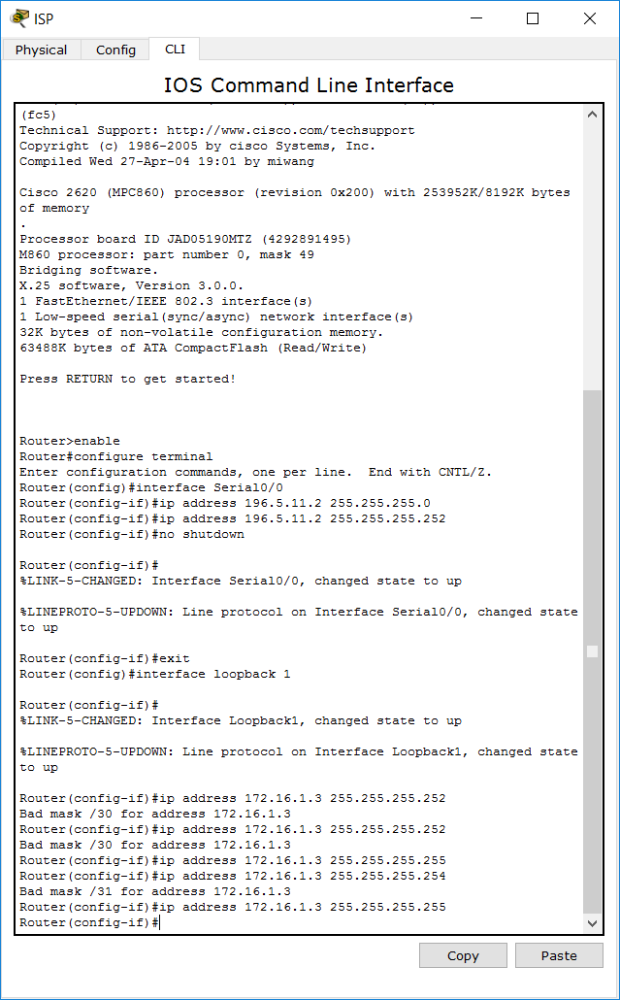 ISP
Physical Config CLI
IOS Command Line Interface
(fc5)
Technical Support: http://www.cisco.com/techsupport
Copyright (c) 1986-2005 by cisco Systems, Inc.
Compiled Wed 27-Apr-04 19:01 by miwang
Cisco 2620 (MPC860) processor (revision 0x200) with 253952K/8192K bytes
of memory
.
Processor board ID JAD05190MTZ (4292891495)
M860 processor: part number 0, mask 49
Bridging software.
X.25 software, Version 3.0.0.
1 FastEthernet/IEEE 802.3 interface(s)
1 Low-speed serial(sync/async) network interface(s)
32K bytes of non-volatile configuration memory.
63488K bytes of ATA CompactFlash (Read/Write)
Press RETURN to get started!
Router>enable
Router#configure terminal
Enter configuration commands, one per line.  End with CNTL/Z.
Router(config)#interface Serial0/0
Router(config-if)#ip address 196.5.11.2 255.255.255.0
Router(config-if)#ip address 196.5.11.2 255.255.255.252
Router(config-if)#no shutdown
Router(config-if)#
%LINK-5-CHANGED: Interface Serial0/0, changed state to up
%LINEPROTO-5-UPDOWN: Line protocol on Interface Serial0/0, changed state
to up
Router(config-if)#exit
Router(config)#interface loopback 1
Router(config-if)#
%LINK-5-CHANGED: Interface Loopback1, changed state to up
%LINEPROTO-5-UPDOWN: Line protocol on Interface Loopback1, changed state
to up
Router(config-if)#ip address 172.16.1.3 255.255.255.252
Bad mask /30 for address 172.16.1.3
Router(config-if)#ip address 172.16.1.3 255.255.255.252
Bad mask /30 for address 172.16.1.3
Router(config-if)#ip address 172.16.1.3 255.255.255.255
Router(config-if)#ip address 172.16.1.3 255.255.255.254
Bad mask /31 for address 172.16.1.3
Router(config-if)#ip address 172.16.1.3 255.255.255.255
Router(config-if)#
Copy Paste